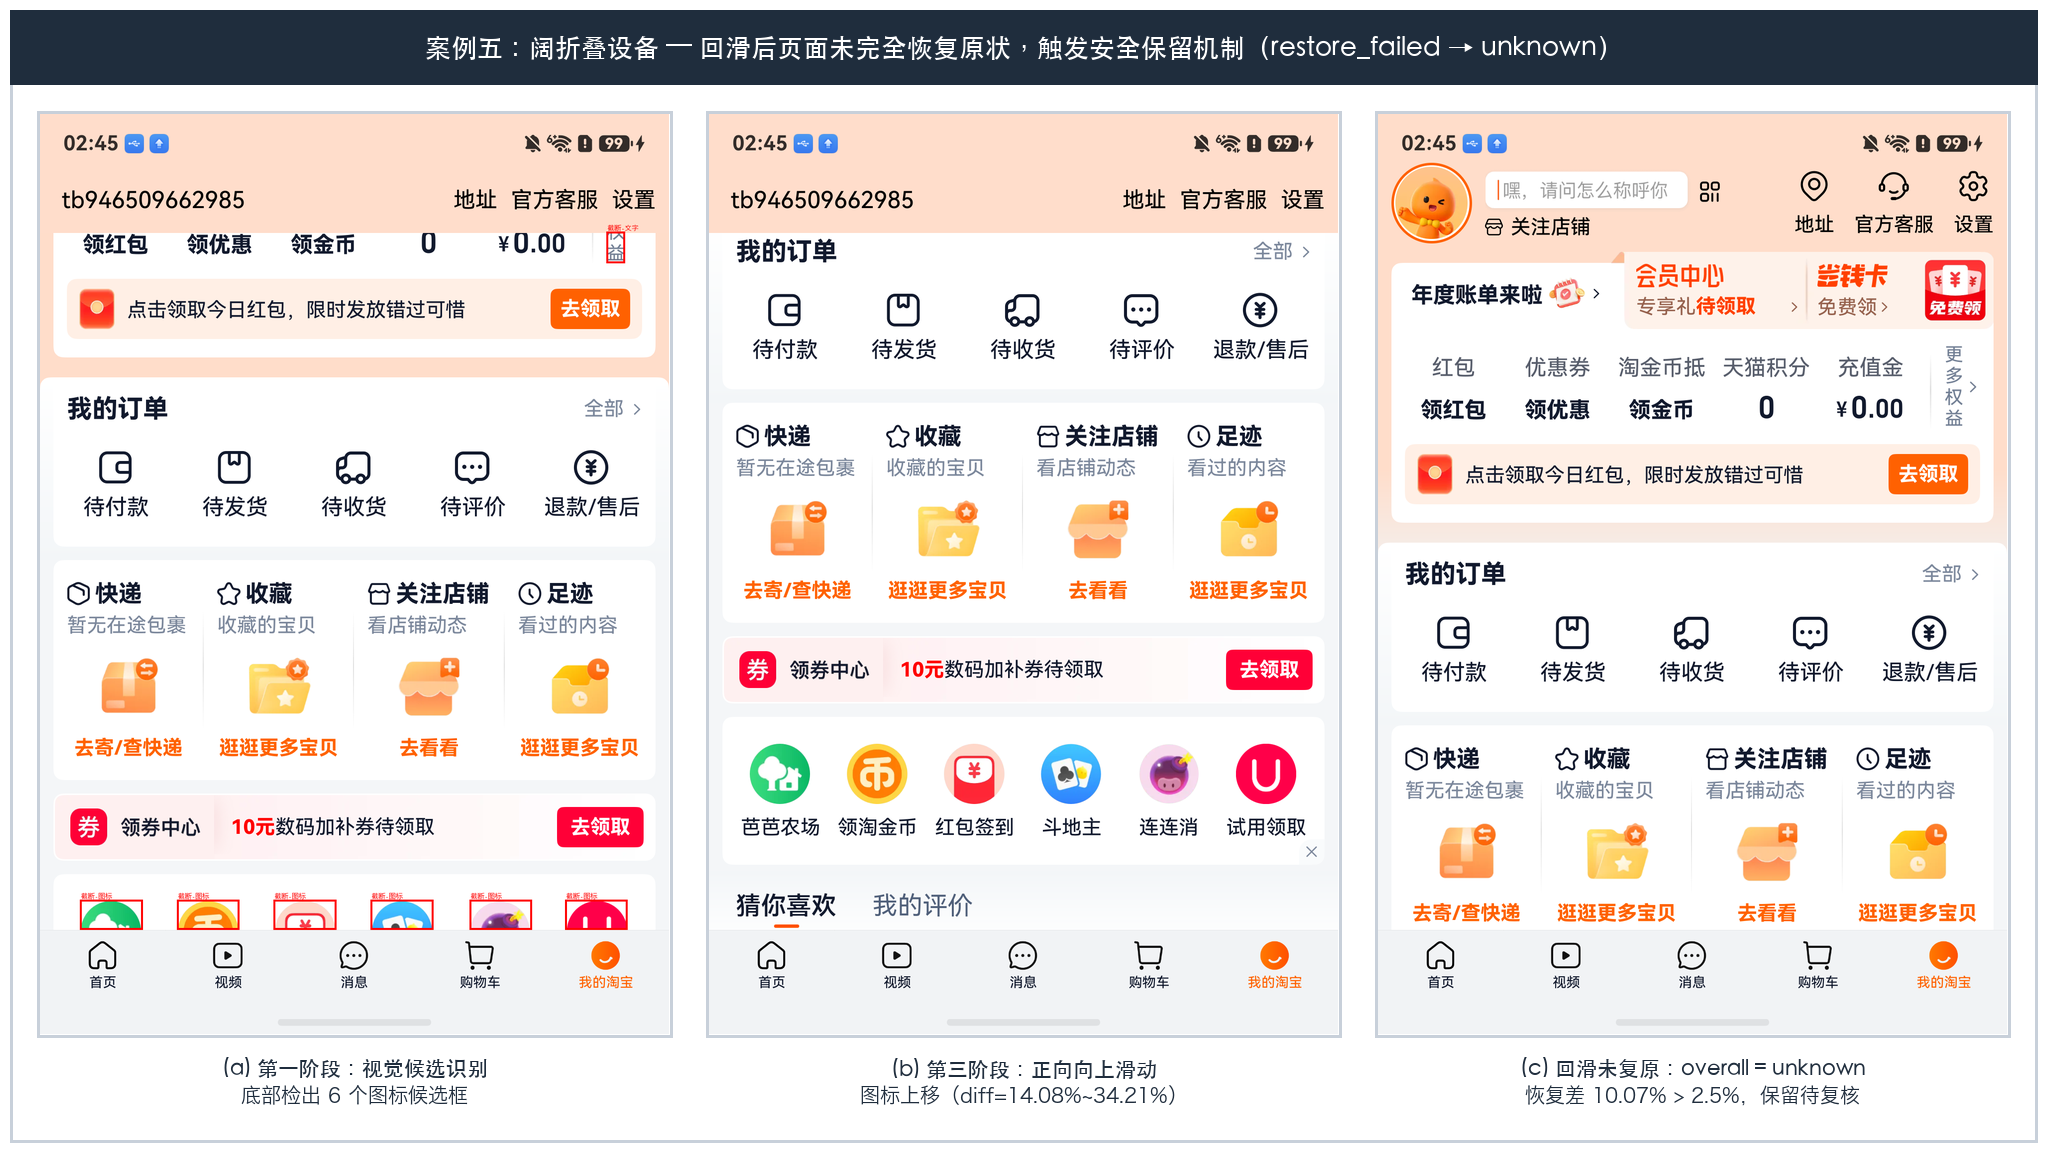 案例五：阔折叠设备 — 回滑后页面未完全恢复原状，触发安全保留机制（restore_failed → unknown）
02:45
99
tb946509662985
地址 官方客服 设置
截断-文字
领红包 领优惠 领金币 0 ¥0.00
益
点击领取今日红包，限时发放错过可惜 去领取
我的订单 全部 >
待付款 待发货 待收货 待评价 退款/售后
快递 收藏 关注店铺 足迹
暂无在途包裹 收藏的宝贝 看店铺动态 看过的内容
去寄/查快递 逛逛更多宝贝 去看看 逛逛更多宝贝
券 领券中心 10元数码加补券待领取 去领取
截断-图标 截断-图标 截断-图标 截断-图标 截断-图标 截断-图标
首页 视频 消息 购物车 我的淘宝
(a) 第一阶段：视觉候选识别
底部检出 6 个图标候选框
02:45
99
tb946509662985
地址 官方客服 设置
我的订单 全部 >
待付款 待发货 待收货 待评价 退款/售后
快递 收藏 关注店铺 足迹
暂无在途包裹 收藏的宝贝 看店铺动态 看过的内容
去寄/查快递 逛逛更多宝贝 去看看 逛逛更多宝贝
券 领券中心 10元数码加补券待领取 去领取
芭芭农场 领淘金币 红包签到 斗地主 连连消 试用领取
猜你喜欢 我的评价
首页 视频 消息 购物车 我的淘宝
(b) 第三阶段：正向向上滑动
图标上移（diff=14.08%~34.21%）
02:45
99
嘿，请问怎么称呼你
关注店铺
地址 官方客服 设置
年度账单来啦 >
会员中心 省钱卡
专享礼待领取 > 免费领 >
免费领
红包 优惠券 淘金币抵 天猫积分 充值金
领红包 领优惠 领金币 0 ¥0.00
更多权益 >
点击领取今日红包，限时发放错过可惜 去领取
我的订单 全部 >
待付款 待发货 待收货 待评价 退款/售后
快递 收藏 关注店铺 足迹
暂无在途包裹 收藏的宝贝 看店铺动态 看过的内容
去寄/查快递 逛逛更多宝贝 去看看 逛逛更多宝贝
首页 视频 消息 购物车 我的淘宝
(c) 回滑未复原：overall = unknown
恢复差 10.07% > 2.5%，保留待复核